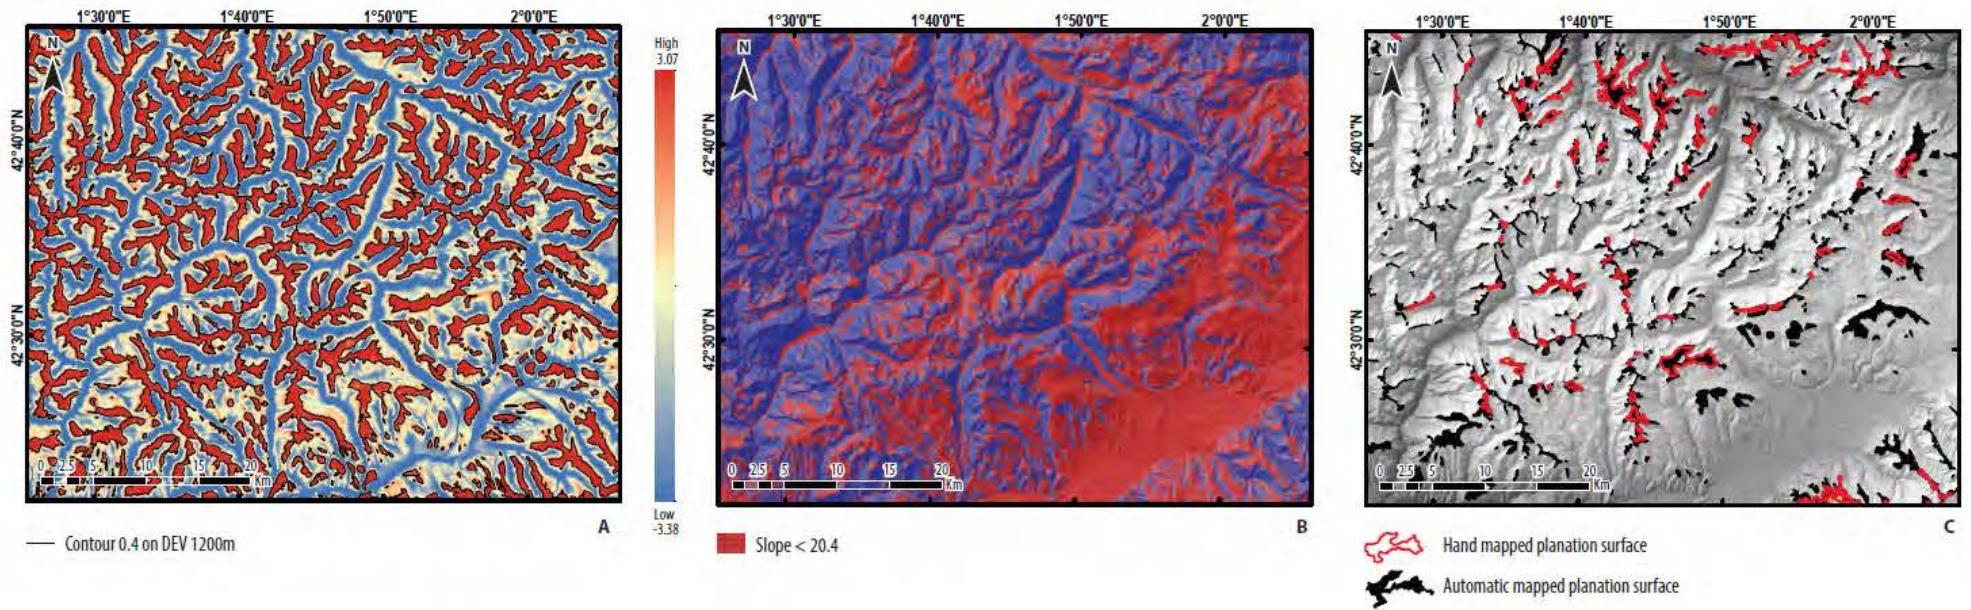 1°30'0"E 1°40'0"E 1°50'0"E 2°0'0"E
N
42°40'0"N
42°30'0"N
0 2.5 5 10 15 20
Km
A
Contour 0.4 on DEV 1200m
High
3.07
Low
-3.38
1°30'0"E 1°40'0"E 1°50'0"E 2°0'0"E
N
42°40'0"N
42°30'0"N
0 2.5 5 10 15 20
Km
B
Slope < 20.4
1°30'0"E 1°40'0"E 1°50'0"E 2°0'0"E
N
42°40'0"N
42°30'0"N
0 2.5 5 10 15 20
Km
C
Hand mapped planation surface
Automatic mapped planation surface